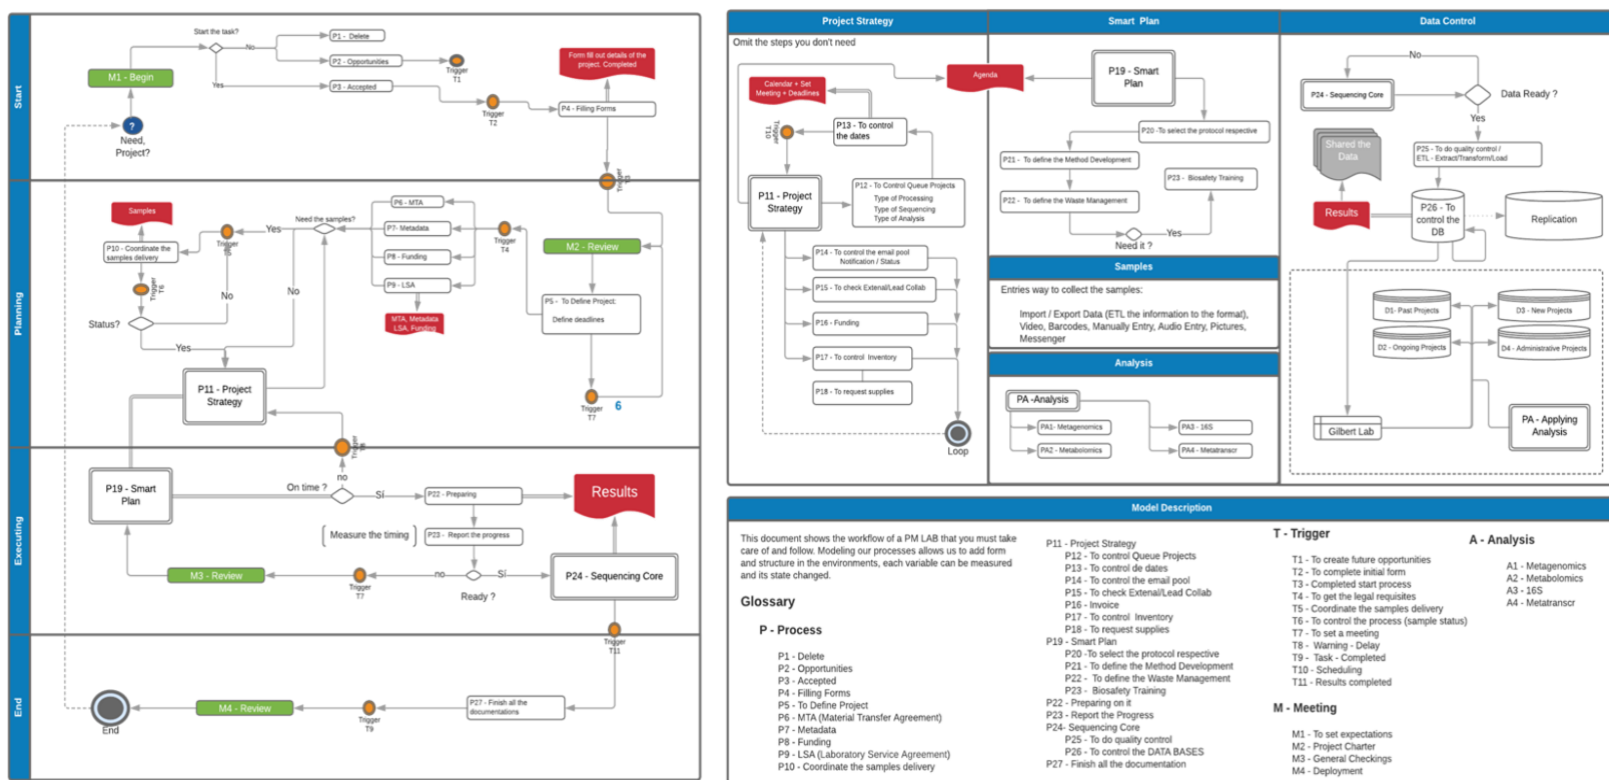 Start
Start the task?
P1 - Delete
No
P2 - Opportunities
Trigger
T1
M1 - Begin
Yes
P3 - Accepted
Trigger
T2
Form fill out details of the
project. Completed
P4 - Filling Forms
?
Need,
Project?
Trigger
T3
Planning
Samples
P10 - Coordinate the
samples delivery
Trigger
Yes
Need the samples?
P6 - MTA
P7- Metadata
P8 - Funding
P9 - LSA
MTA, Metadata
LSA, Funding
Trigger
T4
M2 - Review
P5 - To Define Project:
Define deadlines
Trigger
T6
No
No
Status?
Yes
P11 - Project
Strategy
Trigger
T7
6
Executing
Trigger
no
P19 - Smart
Plan
On time ?
Sí
P22 - Preparing
Results
Measure the timing
P23 - Report the progress
M3 - Review
Trigger
T7
no
Sí
Ready ?
P24 - Sequencing Core
Trigger
T11
End
End
M4 - Review
Trigger
T9
P27 - Finish all the
documentations
Project Strategy
Omit the steps you don't need
Calendar + Set
Meeting + Deadlines
Trigger
T10
P13 - To control
the dates
P11 - Project
Strategy
P12 - To Control Queue Projects
Type of Processing
Type of Sequencing
Type of Analysis
P14 - To control the email pool
Notification / Status
P15 - To check Extenal/Lead Collab
P16 - Funding
P17 - To control Inventory
P18 - To request supplies
Loop
Smart Plan
Agenda
P19 - Smart
Plan
P20 -To select the protocol respective
P21 - To define the Method Development
P22 - To define the Waste Management
P23 - Biosafety Training
Yes
Need it ?
Samples
Entries way to collect the samples:
Import / Export Data (ETL the information to the format),
Video, Barcodes, Manually Entry, Audio Entry, Pictures,
Messenger
Analysis
PA -Analysis
PA1- Metagenomics
PA2 - Metabolomics
PA3 - 16S
PA4 - Metatranscr
Data Control
No
P24 - Sequencing Core
Data Ready ?
Yes
Shared the
Data
P25 - To do quality control /
ETL - Extract/Transform/Load
Results
P26 - To
control the
DB
Replication
D1- Past Projects
D3 - New Projects
D2 - Ongoing Projects
D4 - Administrative Projects
Gilbert Lab
PA - Applying
Analysis
Model Description
This document shows the workflow of a PM LAB that you must take
care of and follow. Modeling our processes allows us to add form
and structure in the environments, each variable can be measured
and its state changed.
Glossary
P - Process
P1 - Delete
P2 - Opportunities
P3 - Accepted
P4 - Filling Forms
P5 - To Define Project
P6 - MTA (Material Transfer Agreement)
P7 - Metadata
P8 - Funding
P9 - LSA (Laboratory Service Agreement)
P10 - Coordinate the samples delivery
P11 - Project Strategy
P12 - To control Queue Projects
P13 - To control de dates
P14 - To control the email pool
P15 - To check Extenal/Lead Collab
P16 - Invoice
P17 - To control Inventory
P18 - To request supplies
P19 - Smart Plan
P20 -To select the protocol respective
P21 - To define the Method Development
P22 - To define the Waste Management
P23 - Biosafety Training
P22 - Preparing on it
P23 - Report the Progress
P24- Sequencing Core
P25 - To do quality control
P26 - To control the DATA BASES
P27 - Finish all the documentation
T - Trigger
T1 - To create future opportunities
T2 - To complete initial form
T3 - Completed start process
T4 - To get the legal requisites
T5 - Coordinate the samples delivery
T6 - To control the process (sample status)
T7 - To set a meeting
T8 - Warning - Delay
T9 - Task - Completed
T10 - Scheduling
T11 - Results completed
M - Meeting
M1 - To set expectations
M2 - Project Charter
M3 - General Checkings
M4 - Deployment
A - Analysis
A1 - Metagenomics
A2 - Metabolomics
A3 - 16S
A4 - Metatranscr